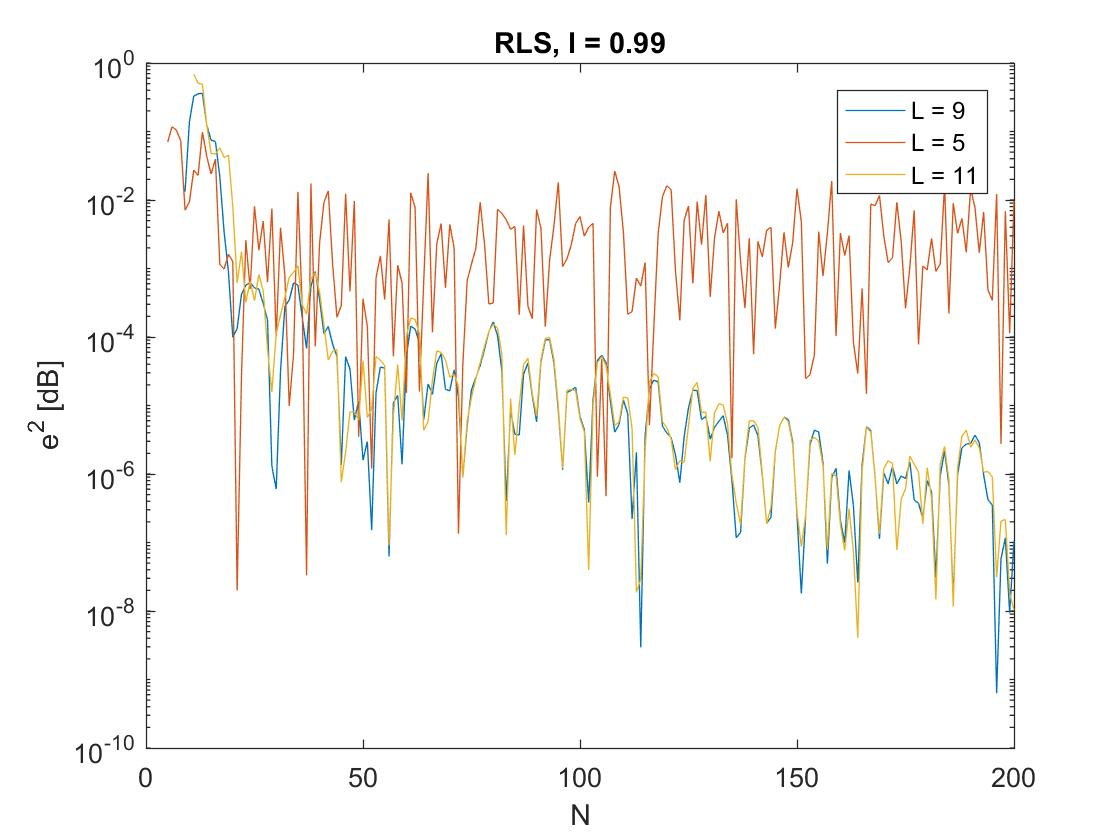 RLS, l = 0.99
10^0
10^-2
10^-4
10^-6
10^-8
10^-10
e^2 [dB]
L = 9
L = 5
L = 11
0
50
100
150
200
N